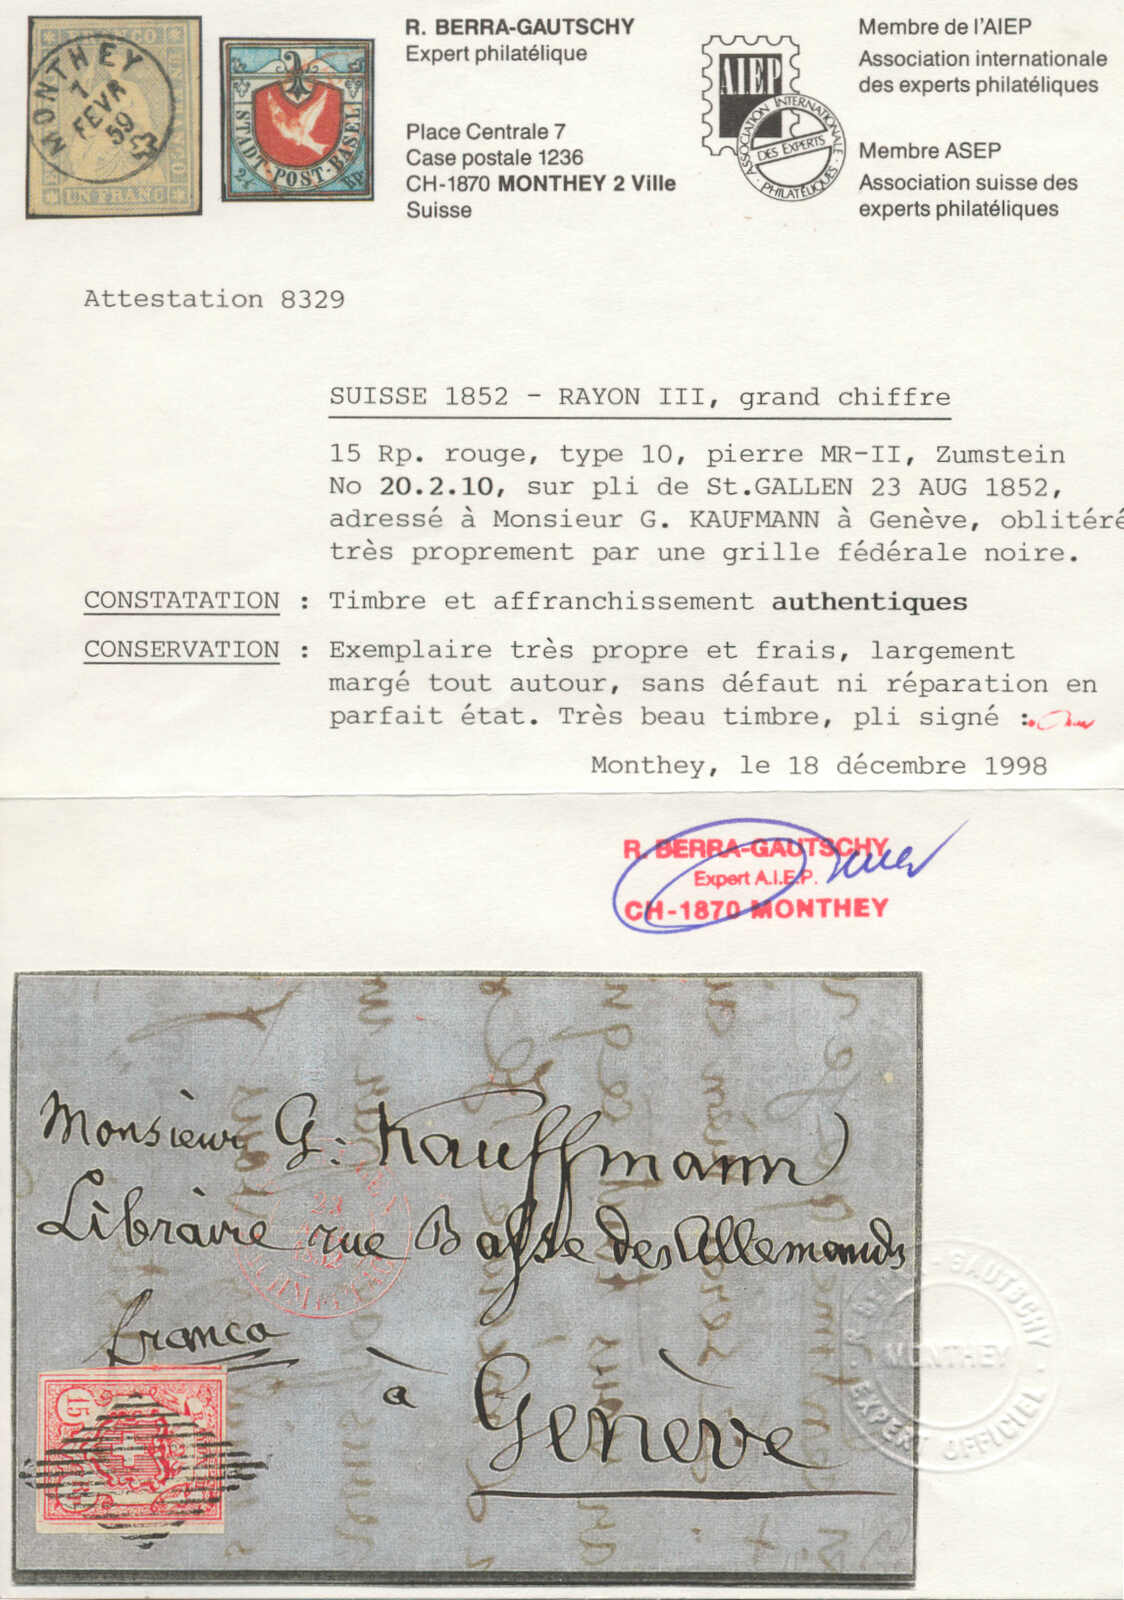 MONTHEY
7
FEVR
59
FRANCO
UN FRANC
STADT-POST-BASEL
2½ Rp.
R. BERRA-GAUTSCHY
Expert philatélique
Place Centrale 7
Case postale 1236
CH-1870 MONTHEY 2 Ville
Suisse
AIEP
ASSOCIATION INTERNATIONALE
DES EXPERTS
PHILATÉLIQUES
Membre de l'AIEP
Association internationale
des experts philatéliques
Membre ASEP
Association suisse des
experts philatéliques
Attestation 8329
SUISSE 1852 - RAYON III, grand chiffre
15 Rp. rouge, type 10, pierre MR-II, Zumstein
No 20.2.10, sur pli de St.GALLEN 23 AUG 1852,
adressé à Monsieur G. KAUFMANN à Genève, oblitéré
très proprement par une grille fédérale noire.
CONSTATATION : Timbre et affranchissement authentiques
CONSERVATION : Exemplaire très propre et frais, largement
margé tout autour, sans défaut ni réparation en
parfait état. Très beau timbre, pli signé :
Monthey, le 18 décembre 1998
R. BERRA-GAUTSCHY
Expert A.I.E.P.
CH-1870 MONTHEY
Monsieur G. Kauffmann
Libraire rue Basse des Allemands
franco
à
Genève
23
1852
15
R. BERRA-GAUTSCHY
MONTHEY
EXPERT OFFICIEL